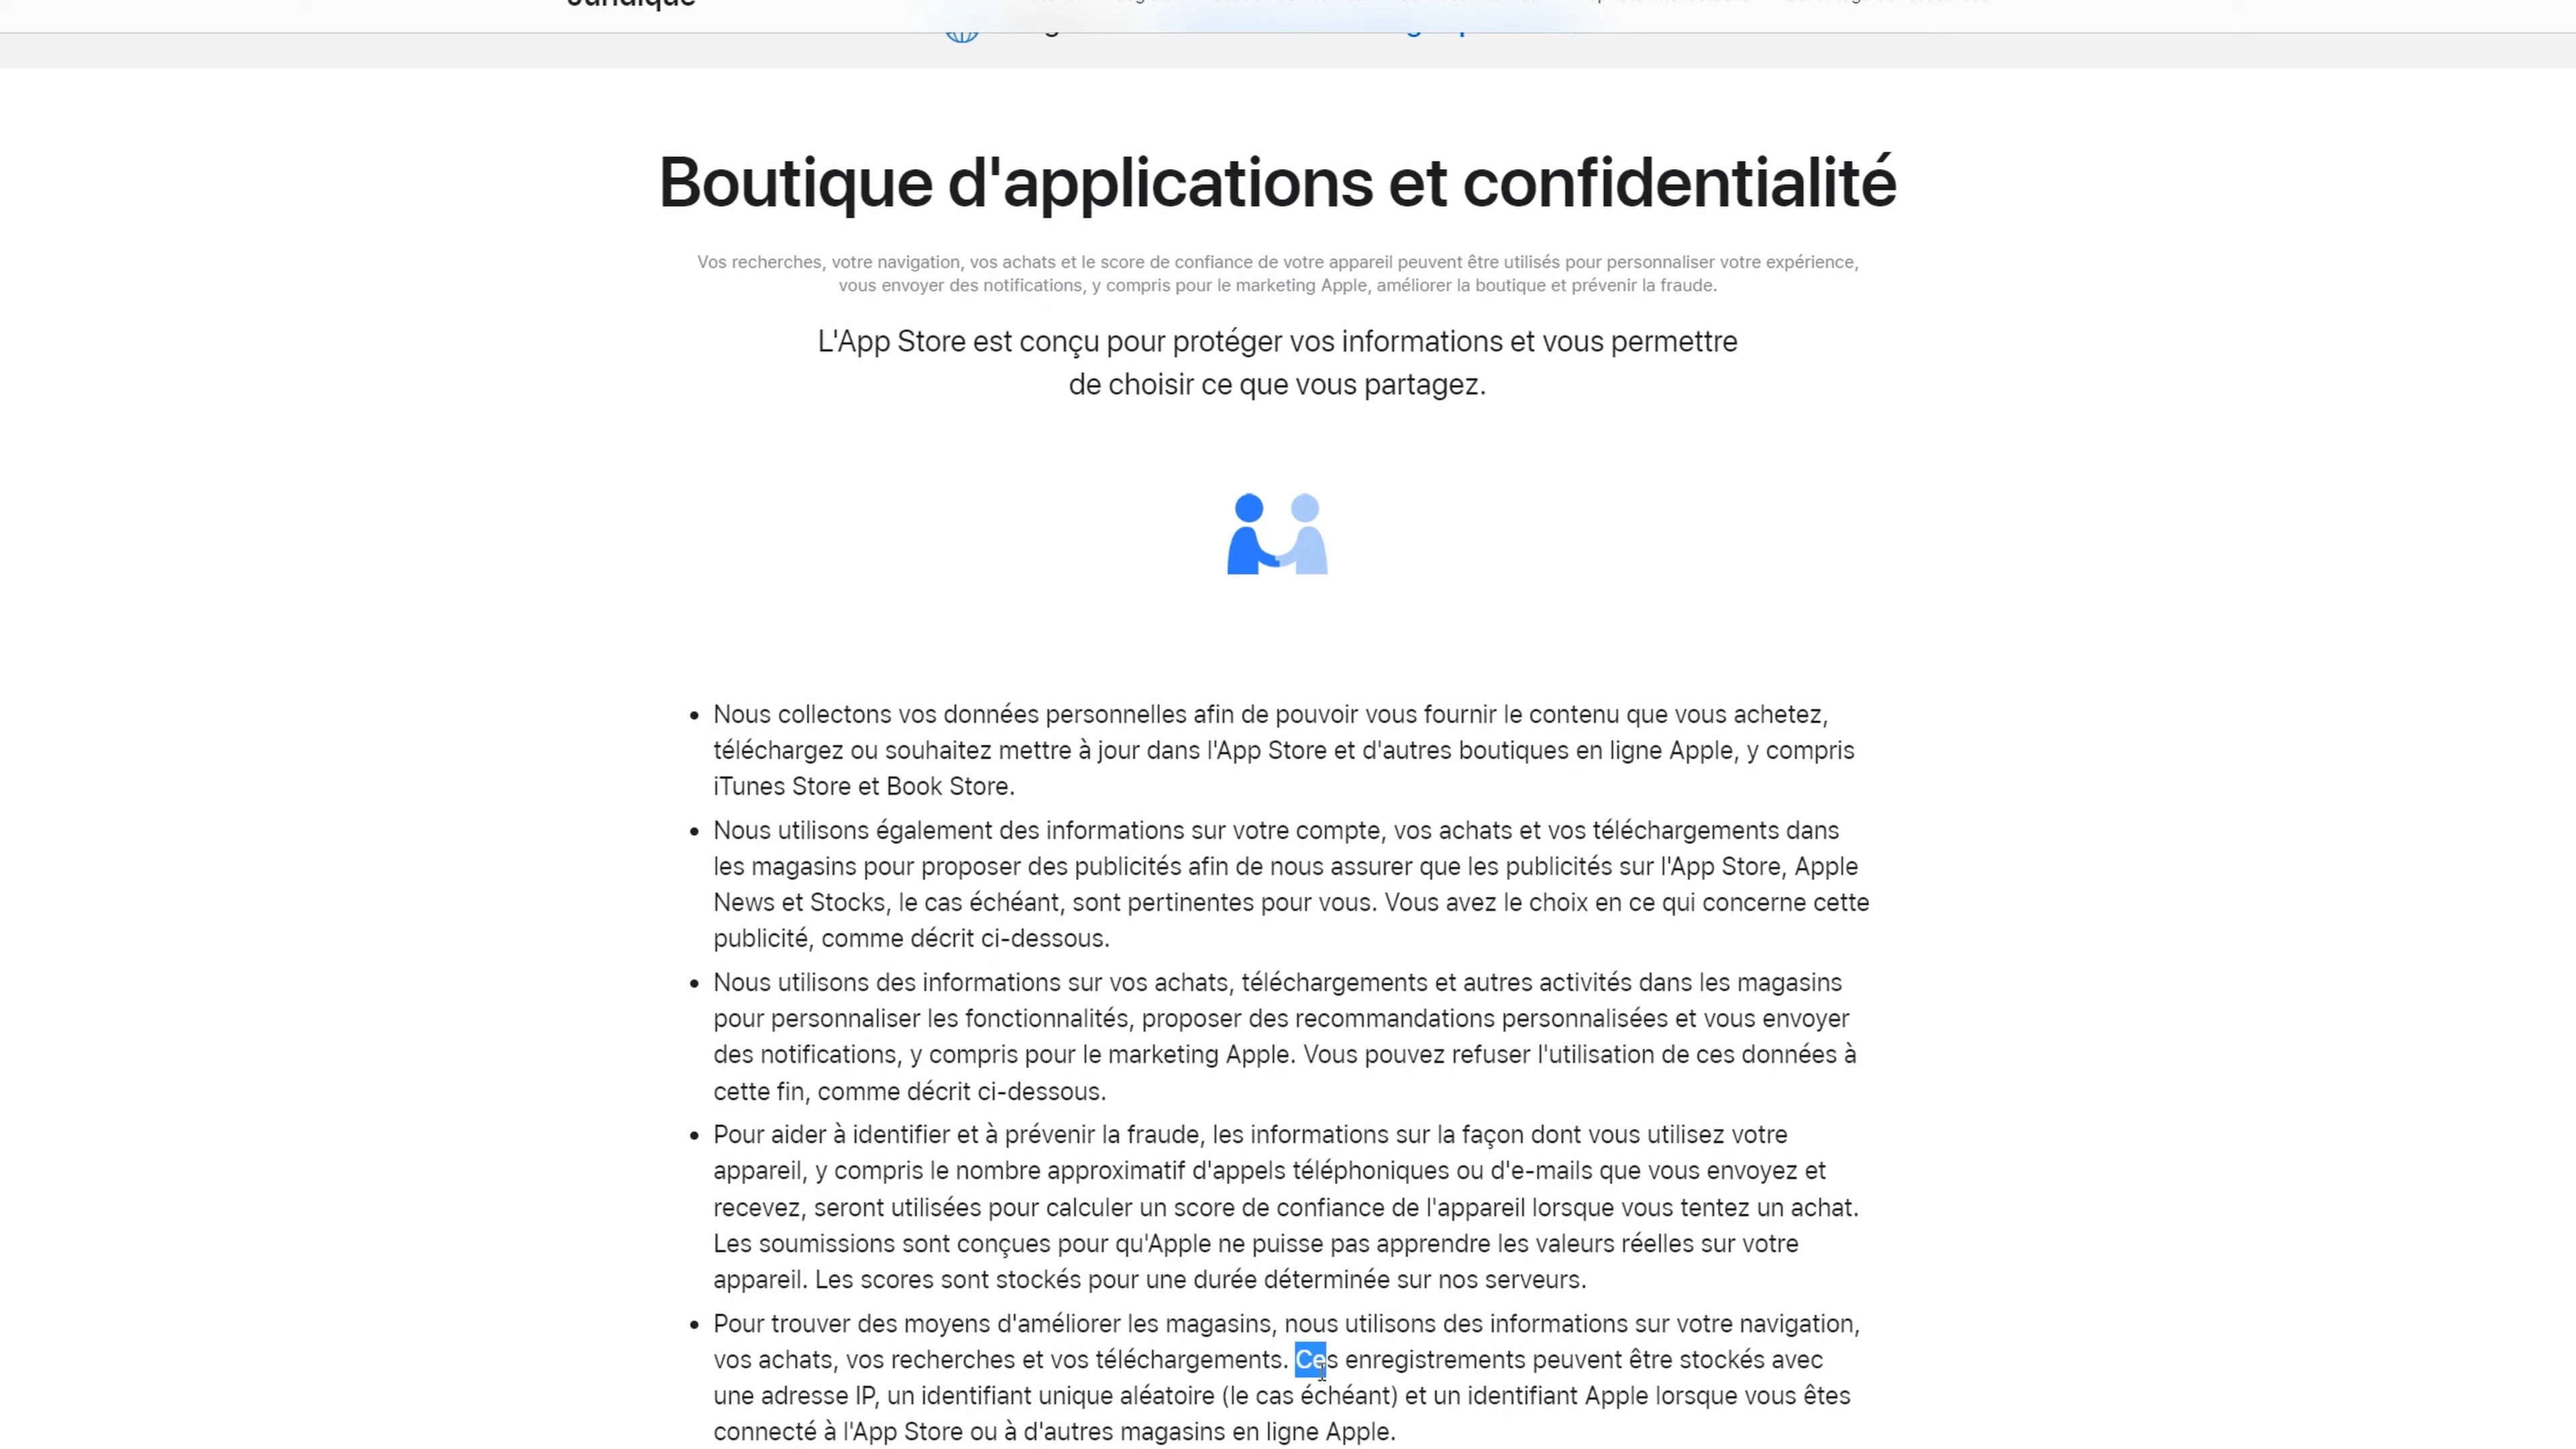 Juridique
Boutique d'applications et confidentialité
Vos recherches, votre navigation, vos achats et le score de confiance de votre appareil peuvent être utilisés pour personnaliser votre expérience,
vous envoyer des notifications, y compris pour le marketing Apple, améliorer la boutique et prévenir la fraude.
L'App Store est conçu pour protéger vos informations et vous permettre
de choisir ce que vous partagez.
• Nous collectons vos données personnelles afin de pouvoir vous fournir le contenu que vous achetez,
téléchargez ou souhaitez mettre à jour dans l'App Store et d'autres boutiques en ligne Apple, y compris
iTunes Store et Book Store.
• Nous utilisons également des informations sur votre compte, vos achats et vos téléchargements dans
les magasins pour proposer des publicités afin de nous assurer que les publicités sur l'App Store, Apple
News et Stocks, le cas échéant, sont pertinentes pour vous. Vous avez le choix en ce qui concerne cette
publicité, comme décrit ci-dessous.
• Nous utilisons des informations sur vos achats, téléchargements et autres activités dans les magasins
pour personnaliser les fonctionnalités, proposer des recommandations personnalisées et vous envoyer
des notifications, y compris pour le marketing Apple. Vous pouvez refuser l'utilisation de ces données à
cette fin, comme décrit ci-dessous.
• Pour aider à identifier et à prévenir la fraude, les informations sur la façon dont vous utilisez votre
appareil, y compris le nombre approximatif d'appels téléphoniques ou d'e-mails que vous envoyez et
recevez, seront utilisées pour calculer un score de confiance de l'appareil lorsque vous tentez un achat.
Les soumissions sont conçues pour qu'Apple ne puisse pas apprendre les valeurs réelles sur votre
appareil. Les scores sont stockés pour une durée déterminée sur nos serveurs.
• Pour trouver des moyens d'améliorer les magasins, nous utilisons des informations sur votre navigation,
vos achats, vos recherches et vos téléchargements. Ces enregistrements peuvent être stockés avec
une adresse IP, un identifiant unique aléatoire (le cas échéant) et un identifiant Apple lorsque vous êtes
connecté à l'App Store ou à d'autres magasins en ligne Apple.